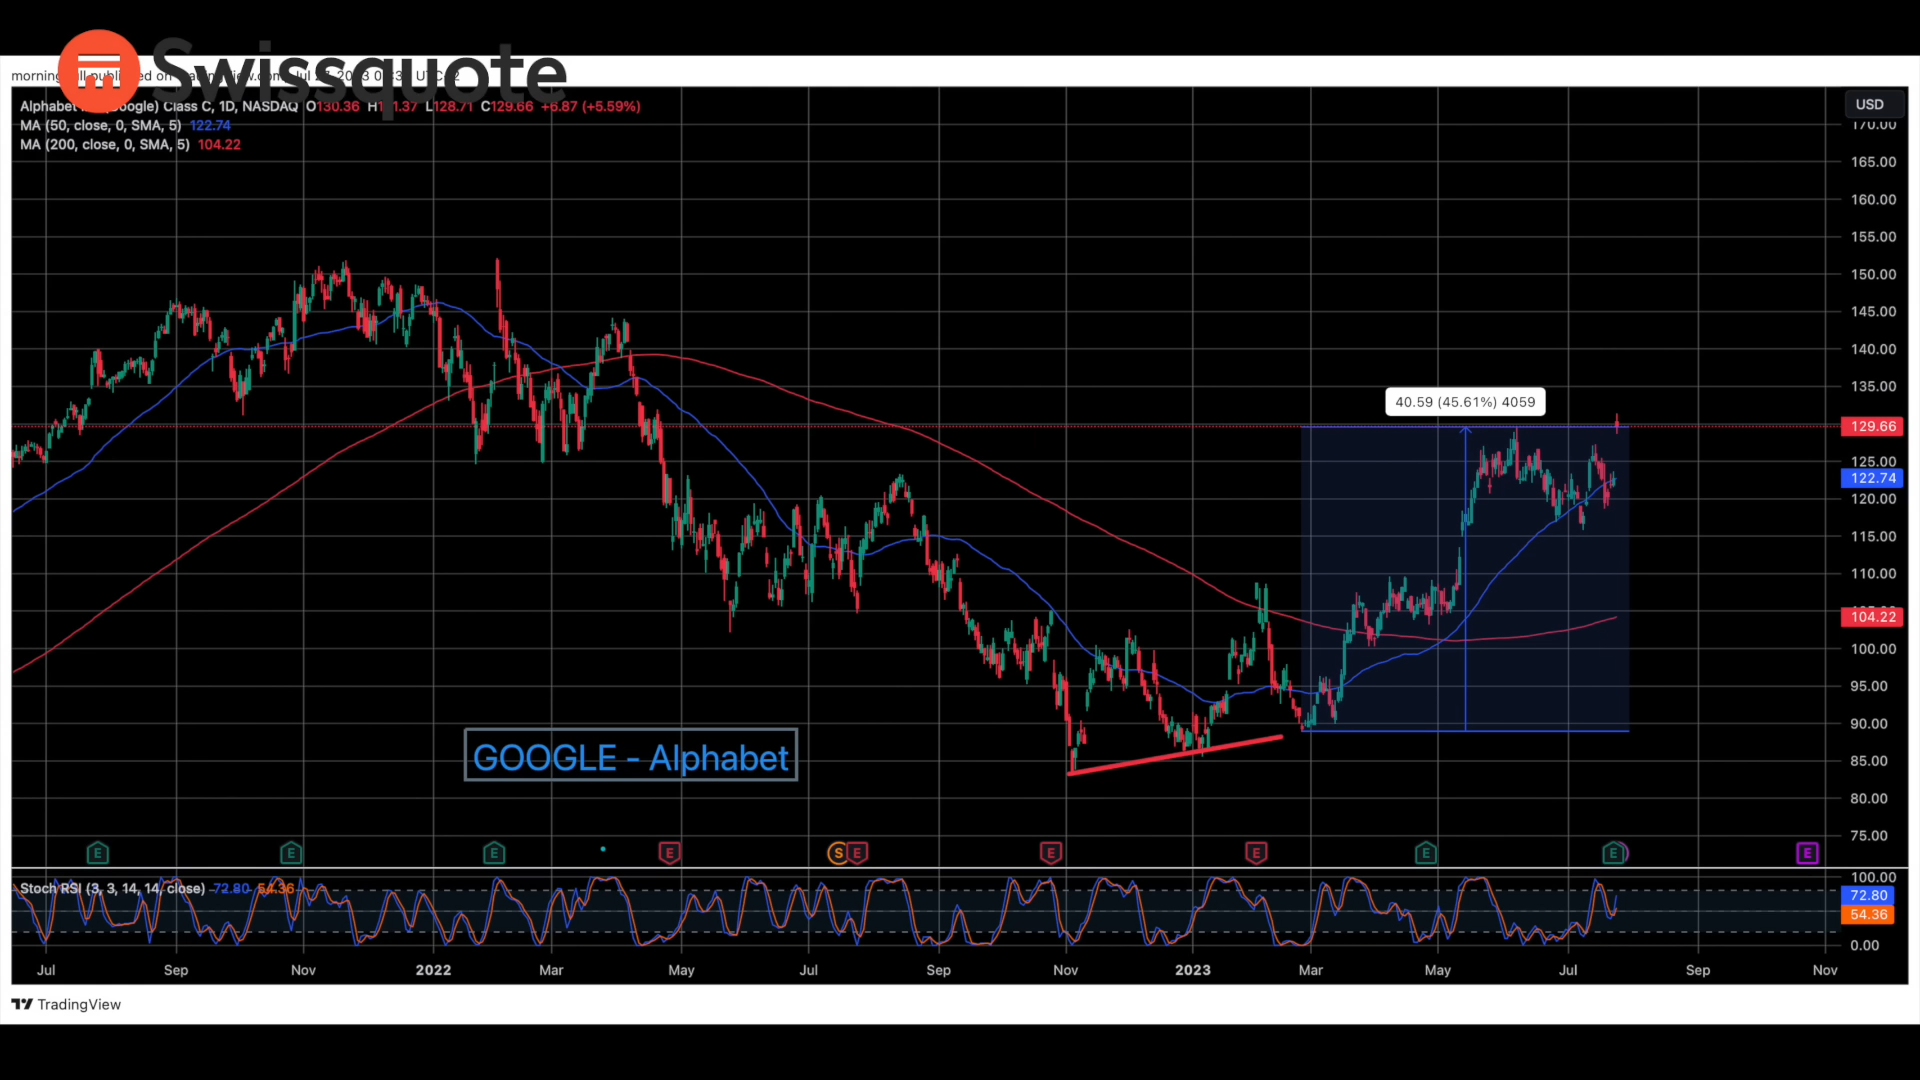 Swissquote
Alphabet Class C, 1D, NASDAQ O130.36 L128.71 C129.66 +6.87 (+5.59%)
MA (50, close, 0, SMA, 5) 122.74
MA (200, close, 0, SMA, 5) 104.22
USD
170.00
165.00
160.00
155.00
150.00
145.00
140.00
135.00
40.59 (45.61%) 4059
129.66
125.00
122.74
120.00
115.00
110.00
104.22
100.00
95.00
90.00
GOOGLE - Alphabet
85.00
80.00
75.00
E E E E S E E E E E E
Stoch RSI (3, 3, 14, 14, close) 72.80 54.36
100.00
72.80
54.36
0.00
Jul Sep Nov 2022 Mar May Jul Sep Nov 2023 Mar May Jul Sep Nov
TradingView